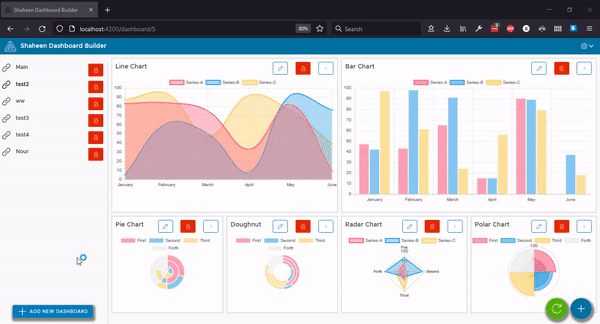 Shaheen Dashboard Builder
localhost:4200/dashboard/5
80%
Search
Shaheen Dashboard Builder
Main
test2
ww
test3
test4
Nour
+ ADD NEW DASHBOARD
Line Chart
Series-A Series-B Series-C
100
90
80
70
60
50
40
30
20
10
0
January February March April May June
Bar Chart
Series-A Series-B Series-C
100
90
80
70
60
50
40
30
20
10
0
January February March April May June
Pie Chart
First Second Third
Forth
Doughnut
First Second Third
Forth
Radar Chart
Series-A Series-B Series-C
First
100
Forth Second
Third
Polar Chart
First Second Third Forth
100